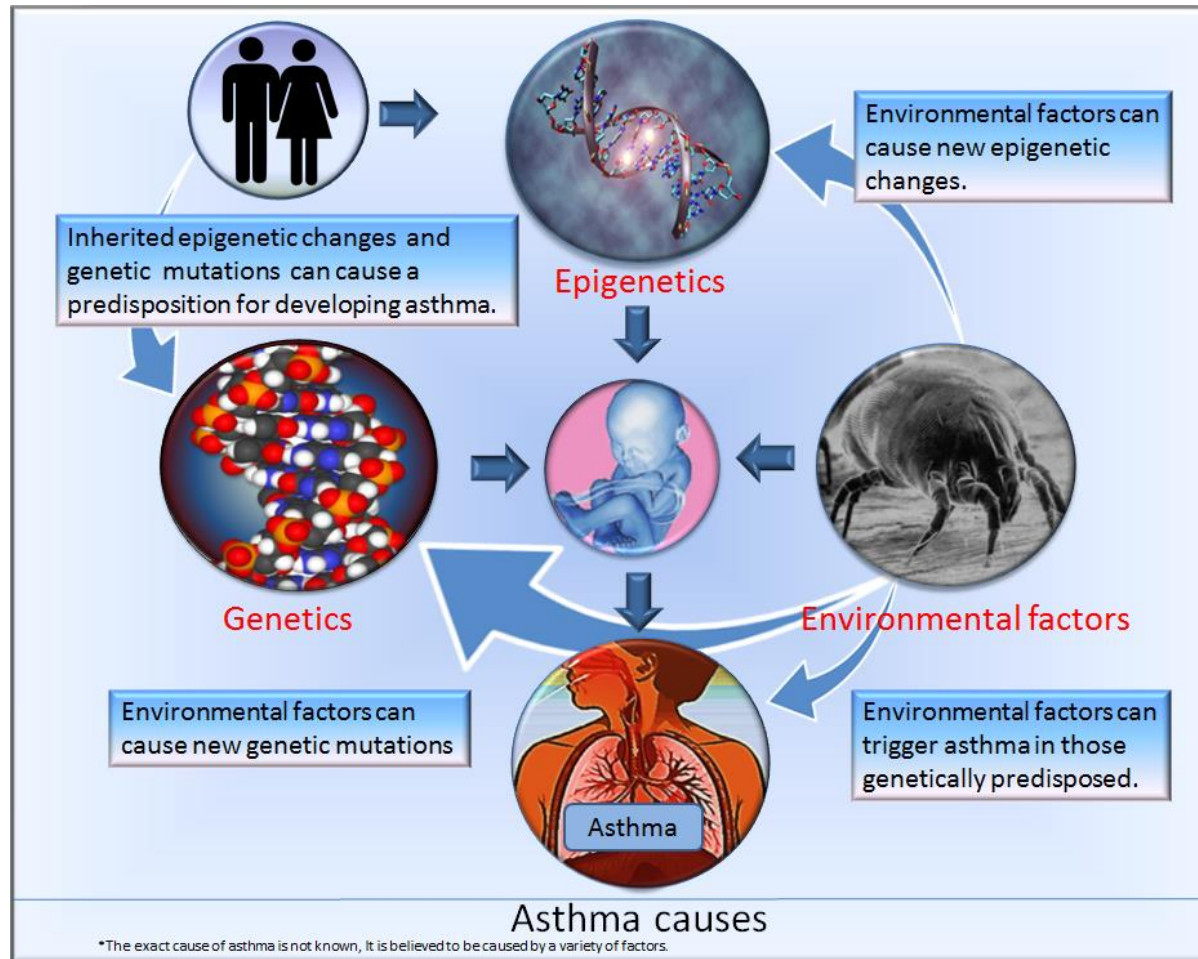 Environmental factors can
cause new epigenetic
changes.
Inherited epigenetic changes and
genetic mutations can cause a
predisposition for developing asthma.
Epigenetics
Genetics
Environmental factors
Environmental factors can
cause new genetic mutations
Environmental factors can
trigger asthma in those
genetically predisposed.
Asthma
Asthma causes
*The exact cause of asthma is not known, It is believed to be caused by a variety of factors.